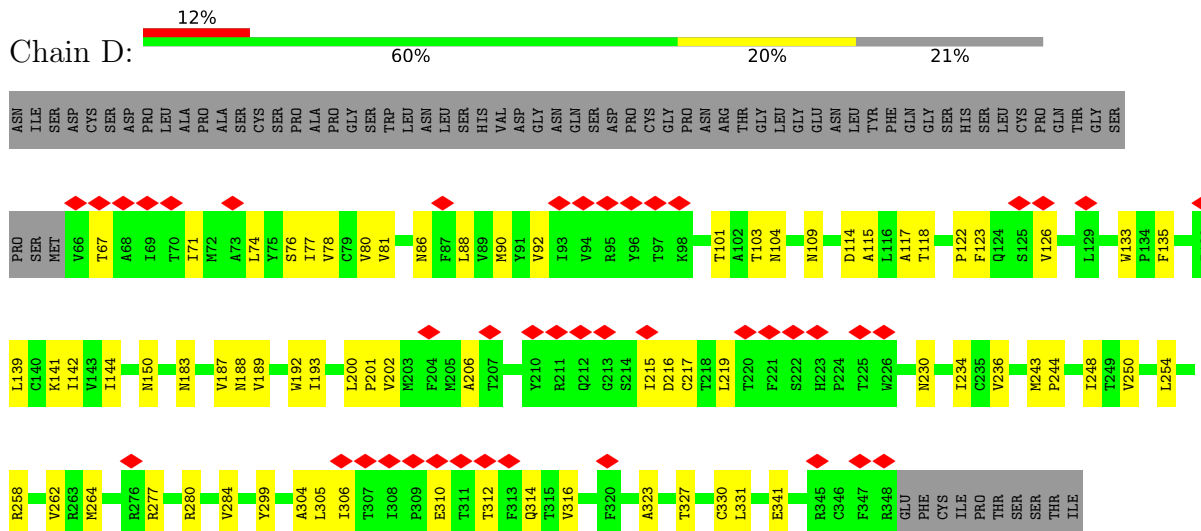 12%
Chain D:
60% 20% 21%
ASN ILE SER ASP CYS SER ASP PRO LEU ALA PRO ALA SER CYS SER PRO ALA PRO GLY SER TRP LEU ASN LEU SER HIS VAL ASP GLY ASN GLN SER ASP PRO CYS GLY PRO ASN ARG THR GLY LEU GLY GLU ASN LEU TYR PHE GLN GLY SER HIS SER LEU CYS PRO GLN THR GLY SER
PRO SER MET V66 T67 A68 I69 T70 I71 M72 A73 L74 Y75 S76 I77 V78 C79 V80 V81 N86 F87 L88 V89 M90 Y91 V92 I93 V94 R95 Y96 T97 K98 T101 A102 T103 N104 N109 D114 A115 L116 A117 T118 P122 F123 Q124 S125 V126 L129 W133 P134 F135
L139 C140 K141 I142 V143 I144 N150 N183 V187 N188 V189 W192 I193 L200 P201 V202 M203 F204 M205 A206 T207 Y210 R211 Q212 G213 S214 I215 D216 C217 T218 L219 T220 F221 S222 H223 P224 T225 W226 N230 I234 C235 V236 M243 P244 I248 T249 V250 L254
R258 V262 R263 M264 R276 R277 R280 V284 Y299 A304 L305 I306 T307 I308 P309 E310 T311 T312 F313 Q314 T315 V316 F320 A323 T327 C330 L331 E341 R345 C346 F347 R348 GLU PHE CYS ILE PRO THR SER SER THR ILE